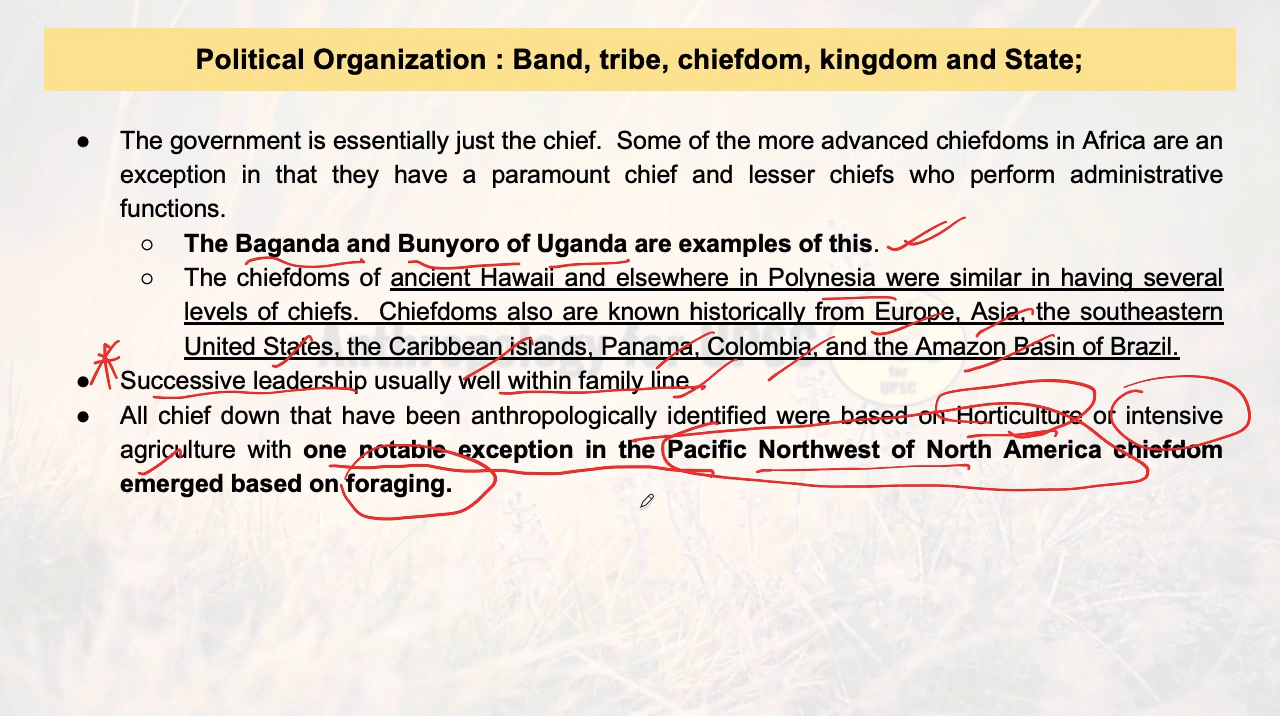 Political Organization : Band, tribe, chiefdom, kingdom and State;
● The government is essentially just the chief. Some of the more advanced chiefdoms in Africa are an
exception in that they have a paramount chief and lesser chiefs who perform administrative
functions.
○ The Baganda and Bunyoro of Uganda are examples of this.
○ The chiefdoms of ancient Hawaii and elsewhere in Polynesia were similar in having several
levels of chiefs. Chiefdoms also are known historically from Europe, Asia, the southeastern
United States, the Caribbean islands, Panama, Colombia, and the Amazon Basin of Brazil.
Anthropology for UPSC
for
UPSC
● Successive leadership usually well within family line.
● All chief down that have been anthropologically identified were based on Horticulture or intensive
agriculture with one notable exception in the Pacific Northwest of North America chiefdom
emerged based on foraging.